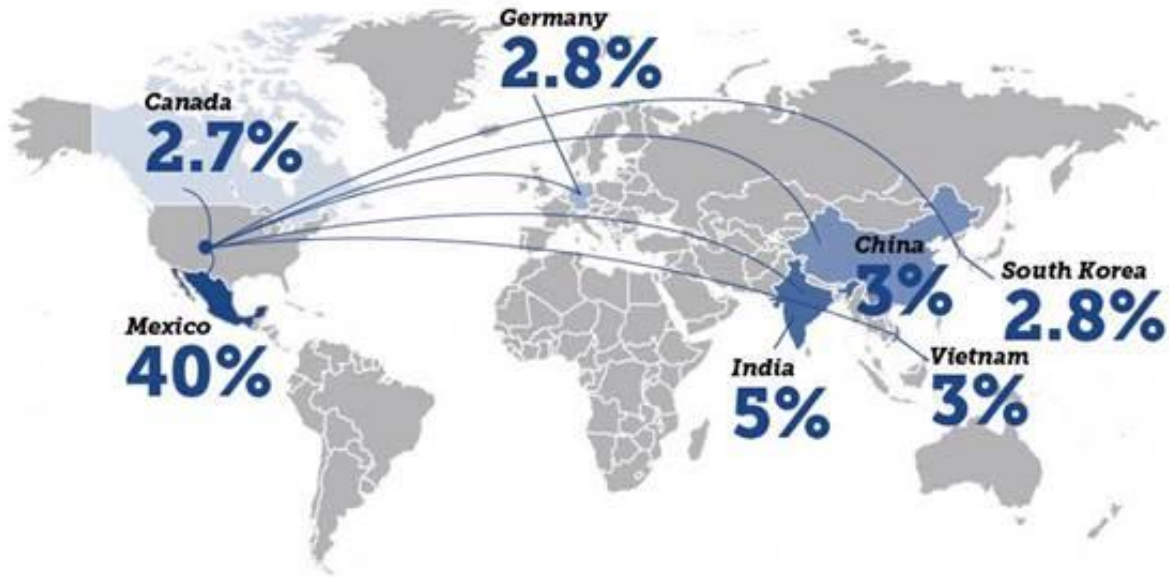 Germany
2.8%
Canada
2.7%
China
3%
South Korea
2.8%
Mexico
40%
India
5%
Vietnam
3%